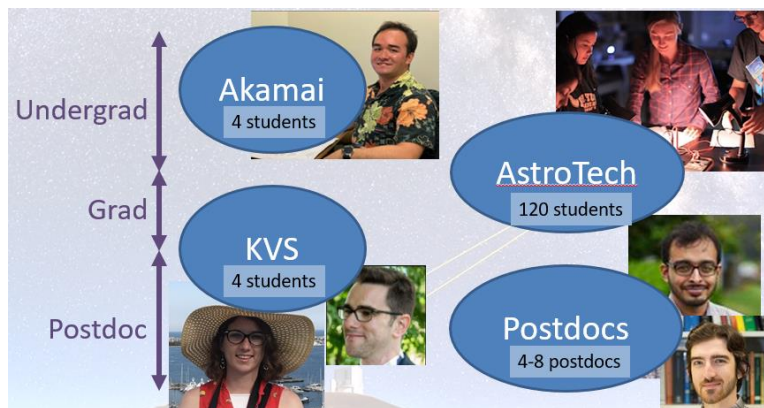 Undergrad
Grad
Postdoc
Akamai
4 students
AstroTech
120 students
KVS
4 students
Postdocs
4-8 postdocs